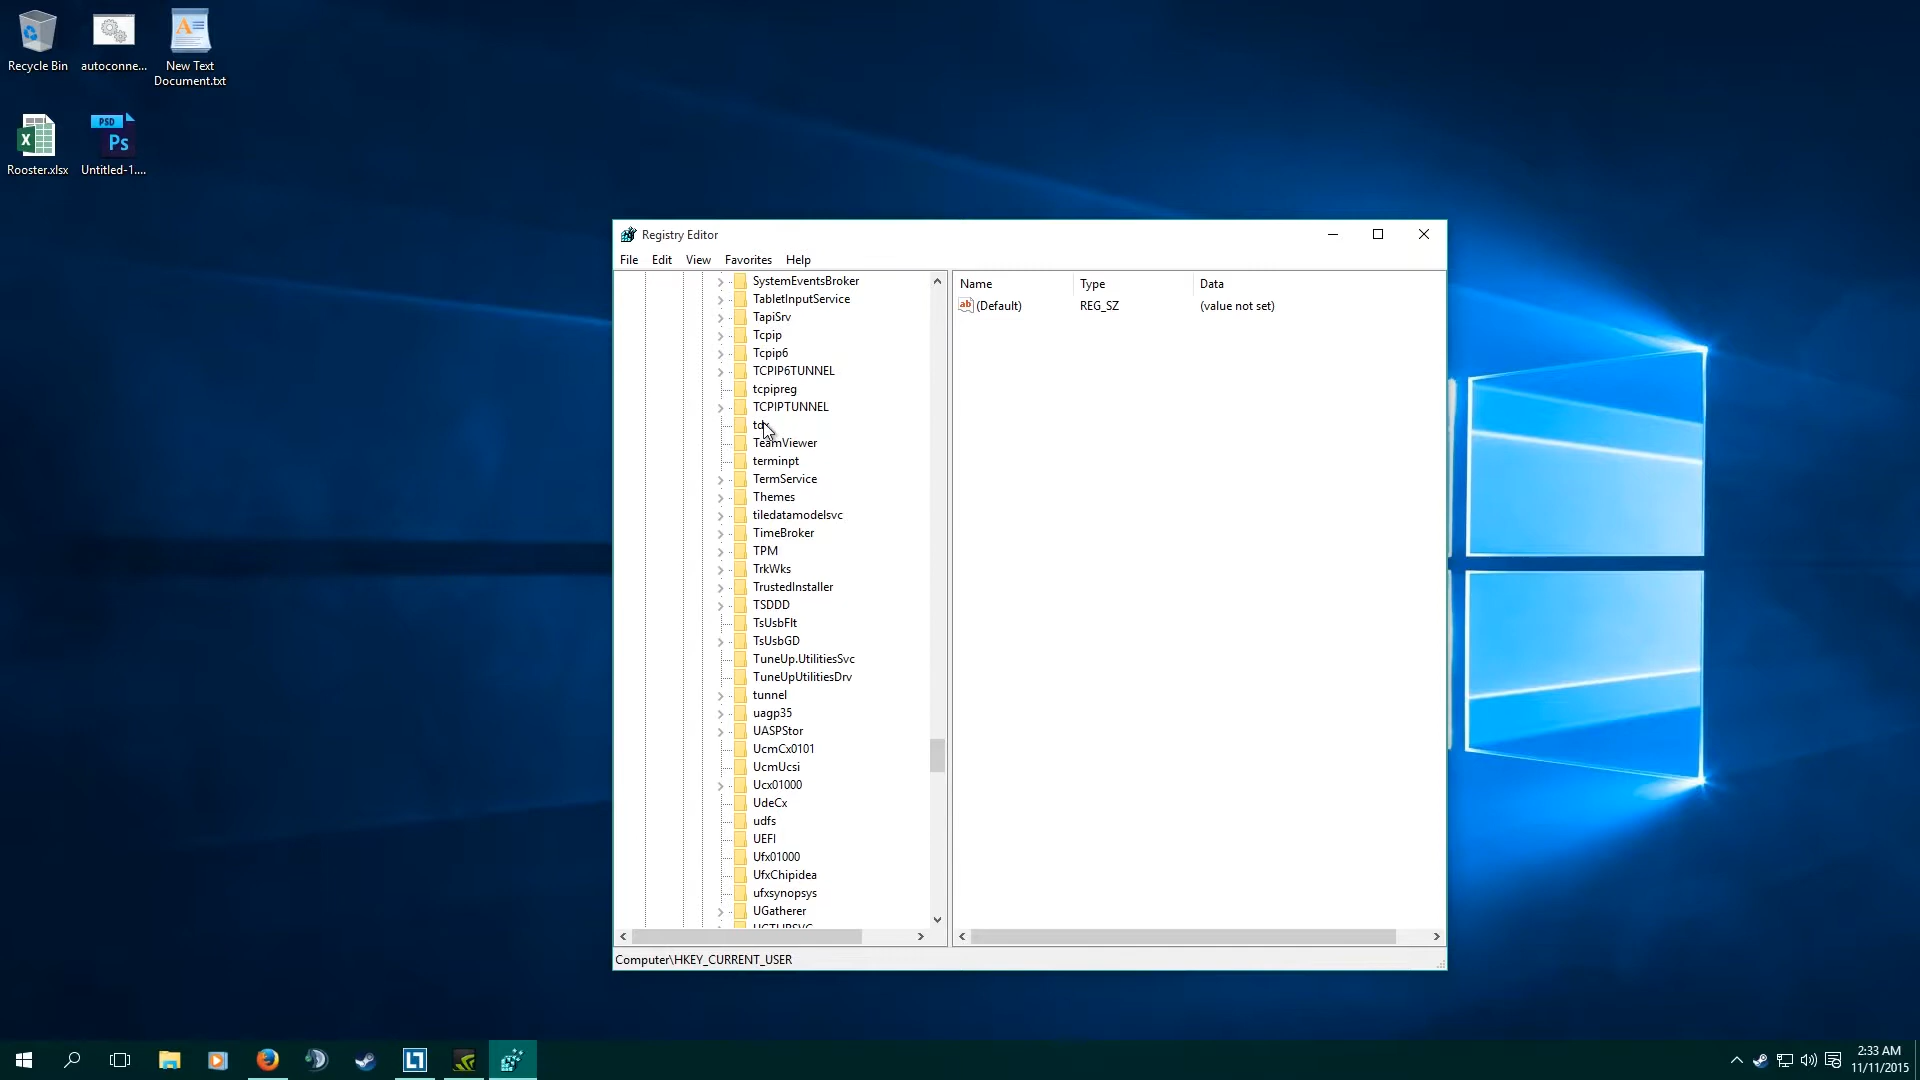 Recycle Bin
autoconne...
New Text
Document.txt
PSD
Ps
Rooster.xlsx
Untitled-1....
Registry Editor
File Edit View Favorites Help
SystemEventsBroker
TabletInputService
TapiSrv
Tcpip
Tcpip6
TCPIP6TUNNEL
tcpipreg
TCPIPTUNNEL
TeamViewer
terminpt
TermService
Themes
tiledatamodelsvc
TimeBroker
TPM
TrkWks
TrustedInstaller
TSDDD
TsUsbFlt
TsUsbGD
TuneUp.UtilitiesSvc
TuneUpUtilitiesDrv
tunnel
uagp35
UASPStor
UcmCx0101
UcmUcsi
Ucx01000
UdeCx
udfs
UEFI
Ufx01000
UfxChipidea
ufxsynopsys
UGatherer
Name Type Data
ab (Default) REG_SZ (value not set)
Computer\HKEY_CURRENT_USER
2:33 AM
11/11/2015